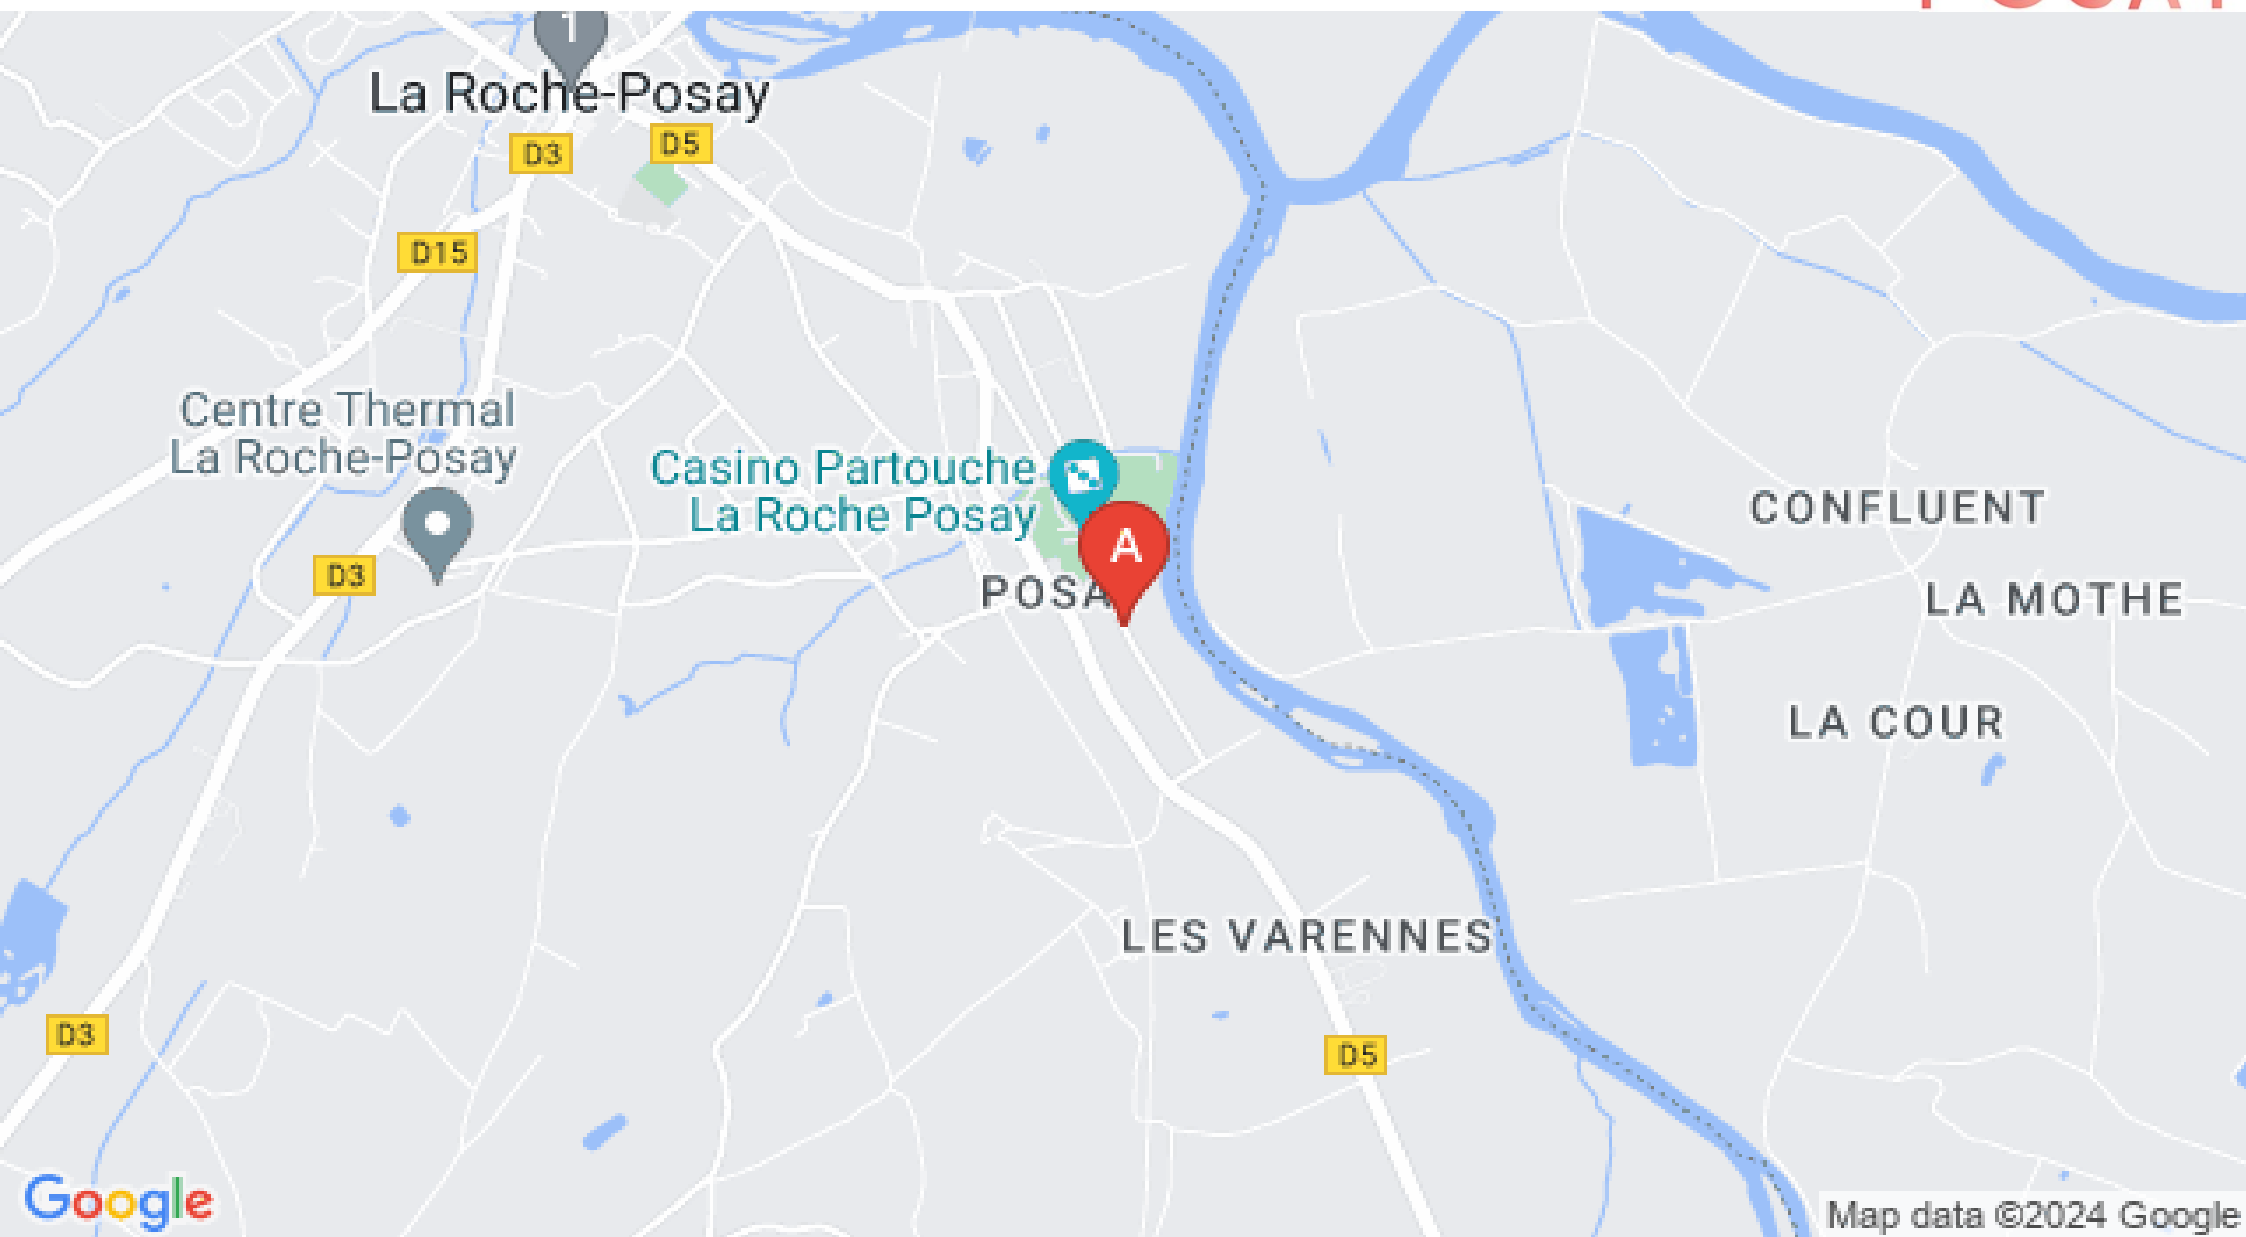 1
La Roche-Posay
D3
D5
D15
Centre Thermal
La Roche-Posay
Casino Partouche
La Roche Posay
A
CONFLUENT
D3
POSA
LA MOTHE
LA COUR
LES VARENNES
D3
D5
Google
Map data ©2024 Google